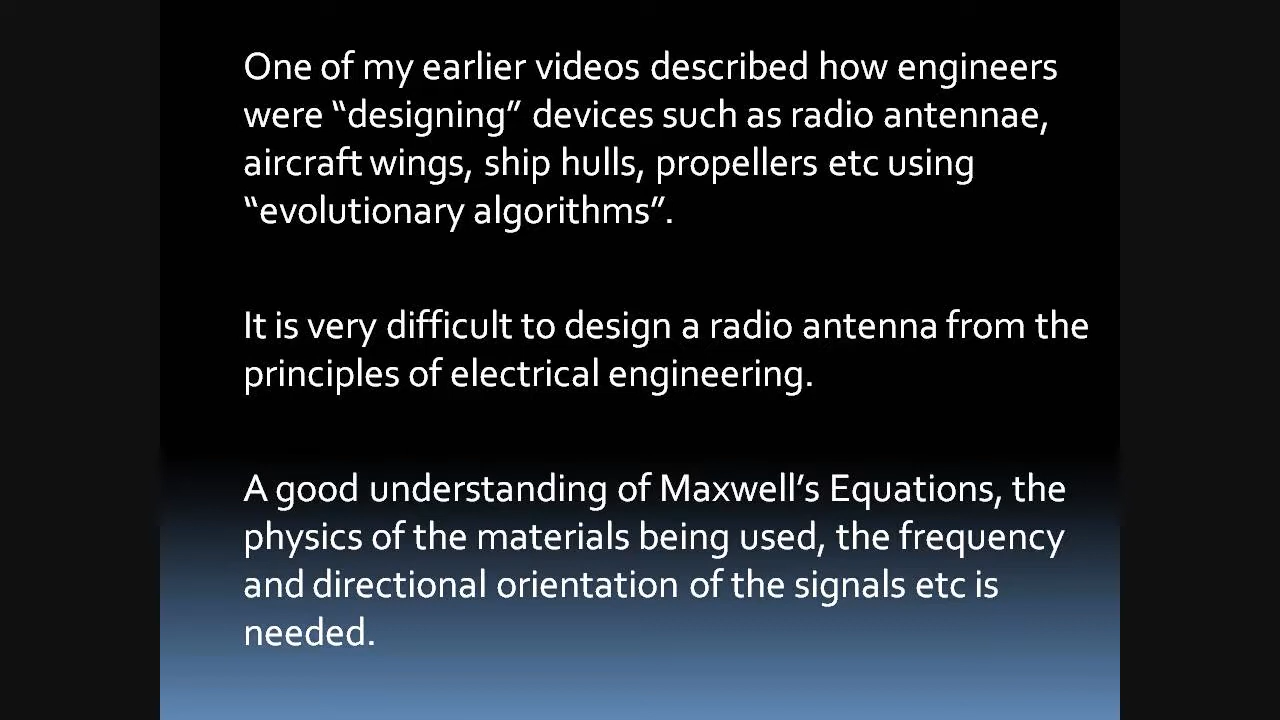 One of my earlier videos described how engineers
were “designing” devices such as radio antennae,
aircraft wings, ship hulls, propellers etc using
“evolutionary algorithms”.
It is very difficult to design a radio antenna from the
principles of electrical engineering.
A good understanding of Maxwell’s Equations, the
physics of the materials being used, the frequency
and directional orientation of the signals etc is
needed.